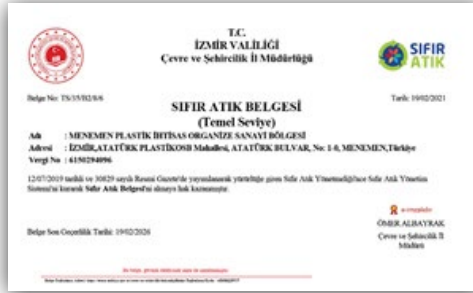 T.C.
İZMİR VALİLİĞİ
Çevre ve Şehircilik İl Müdürlüğü
SIFIR
ATIK
Belge No: TS/35/B2/8/6
Tarih: 19/02/2021
SIFIR ATIK BELGESİ
(Temel Seviye)
Adı : MENEMEN PLASTİK İHTİSAS ORGANİZE SANAYİ BÖLGESİ
Adresi : İZMİR,ATATÜRK PLASTİKOSB Mahallesi, ATATÜRK BULVAR, No: 1-0, MENEMEN,Türkiye
Vergi No : 6150294096
12/07/2019 tarihli ve 30829 sayılı Resmi Gazete'de yayımlanarak yürürlüğe giren Sıfır Atık Yönetmeliğince Sıfır Atık Yönetim
Sistemi'ni kurarak Sıfır Atık Belgesi'ni almaya hak kazanmıştır.
e-imzalıdır
ÖMER ALBAYRAK
Çevre ve Şehircilik İl
Müdürü
Belge Son Geçerlilik Tarihi: 19/02/2026